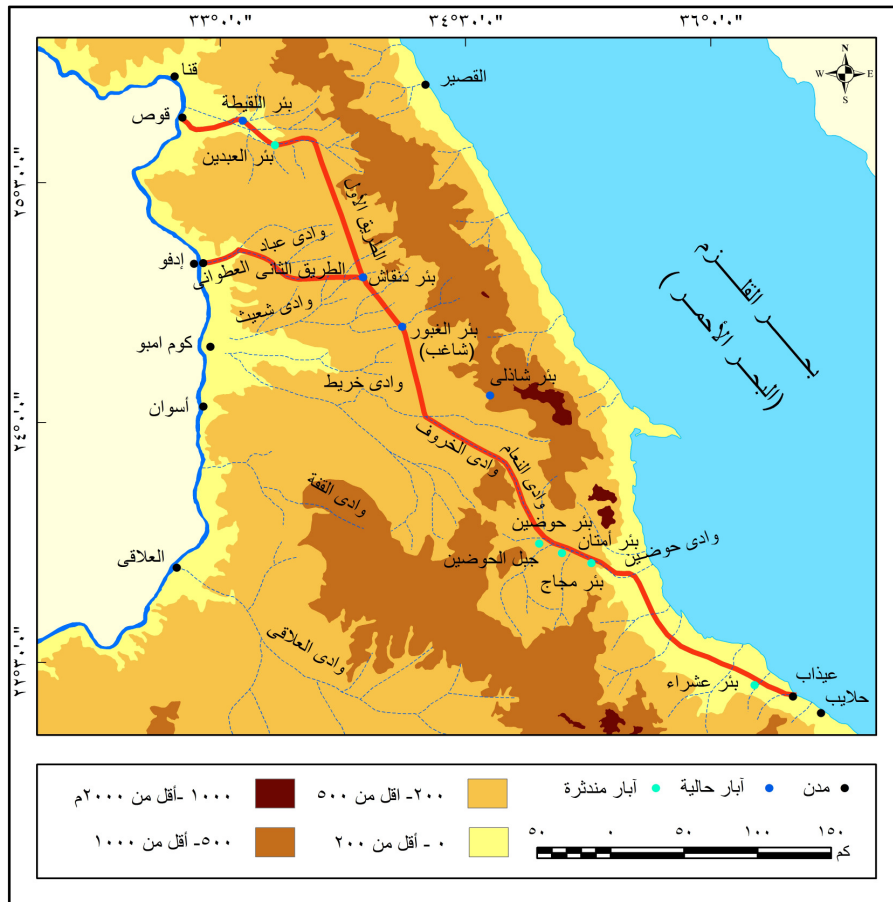 ٣٣°٠'٠"
٣٤°٣٠'٠"
٣٦°٠'٠"
٢٥°٣٠'٠"
٢٤°٠'٠"
٢٢°٣٠'٠"
N
W E
S
قنا
القصير
قوص
بئر اللقيطة
بئر العبدين
الطريق الأول
وادى عباد
إدفو
الطريق الثانى العطوانى
بئر دنقاش
وادى شعيث
بئر الغبور
(شاغب)
كوم امبو
وادى خريط
بئر شاذلى
أسوان
وادى الخروف
وادى النعام
وادى القفة
بئر حوضين
بئر أمتان
وادى حوضين
جبل الحوضين
بئر مجاج
العلاقى
وادى العلاقى
بئر عشراء
عيذاب
حلايب
بحر القلزم
(البحر الأحمر)
مدن
آبار حالية
آبار مندثرة
٢٠٠- اقل من ٥٠٠
١٠٠٠ -أقل من ٢٠٠٠م
٠ - أقل من ٢٠٠
٥٠٠- أقل من ١٠٠٠
٥٠ ٠ ٥٠ ١٠٠ ١٥٠
كم